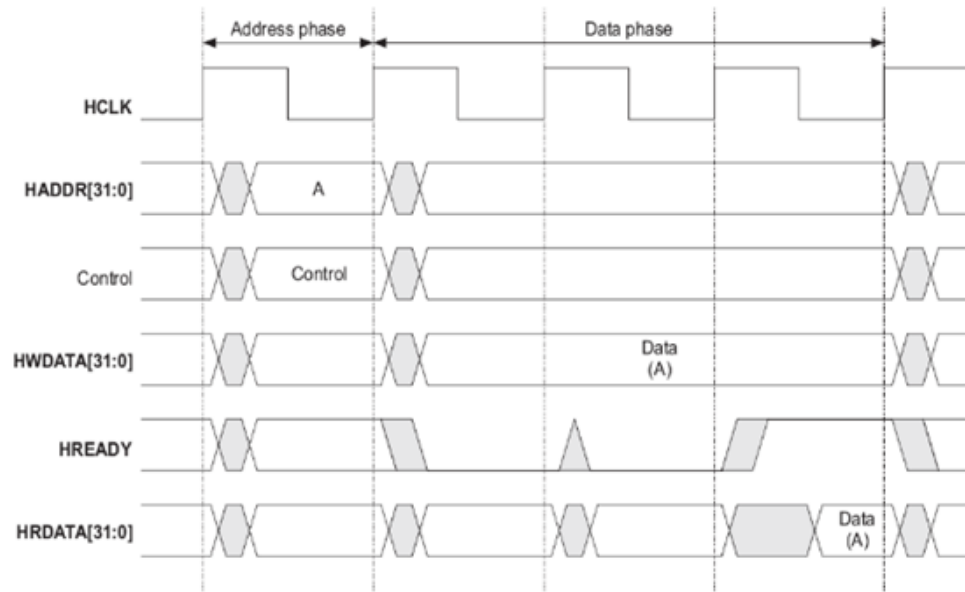 Address phase
Data phase
HCLK
HADDR[31:0]
A
Control
Control
HWDATA[31:0]
Data
(A)
HREADY
HRDATA[31:0]
Data
(A)